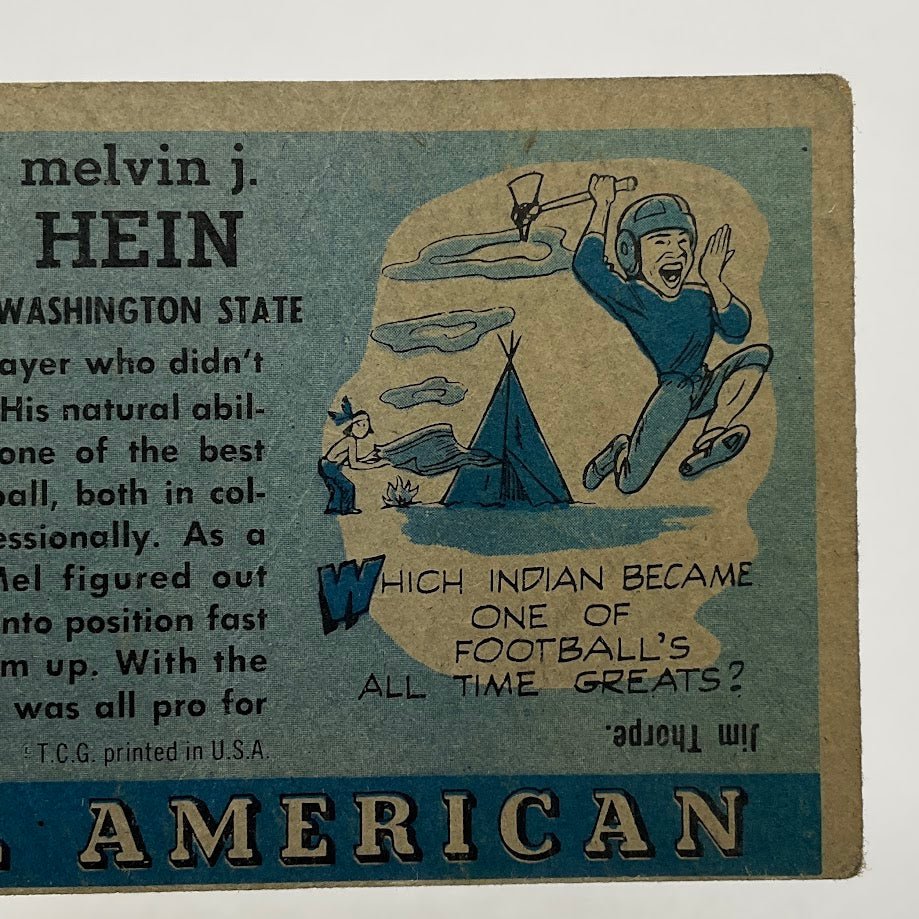 melvin j.
HEIN
WASHINGTON STATE
ayer who didn't
His natural abil-
one of the best
ball, both in col-
essionally. As a
Mel figured out
nto position fast
m up. With the
was all pro for
T.C.G. printed in U.S.A.
WHICH INDIAN BECAME
ONE OF
FOOTBALL'S
ALL TIME GREATS?
Jim Thorpe.
L AMERICAN